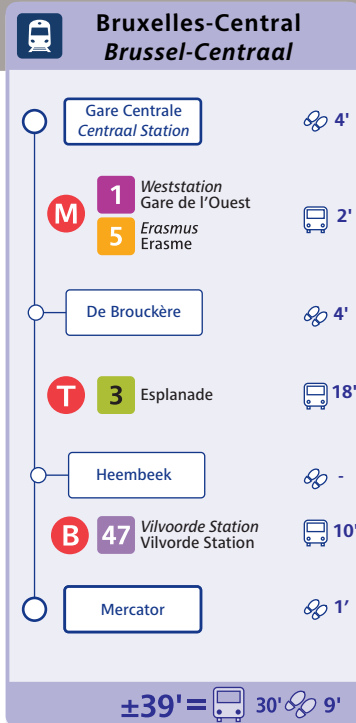 Bruxelles-Central
Brussel-Centraal
Gare Centrale
Centraal Station
4'
M
1
Weststation
Gare de l'Ouest
5
Erasmus
Erasme
2'
De Brouckère
4'
T
3
Esplanade
18'
Heembeek
-
B
47
Vilvoorde Station
Vilvorde Station
10'
Mercator
1'
±39'= 30' 9'